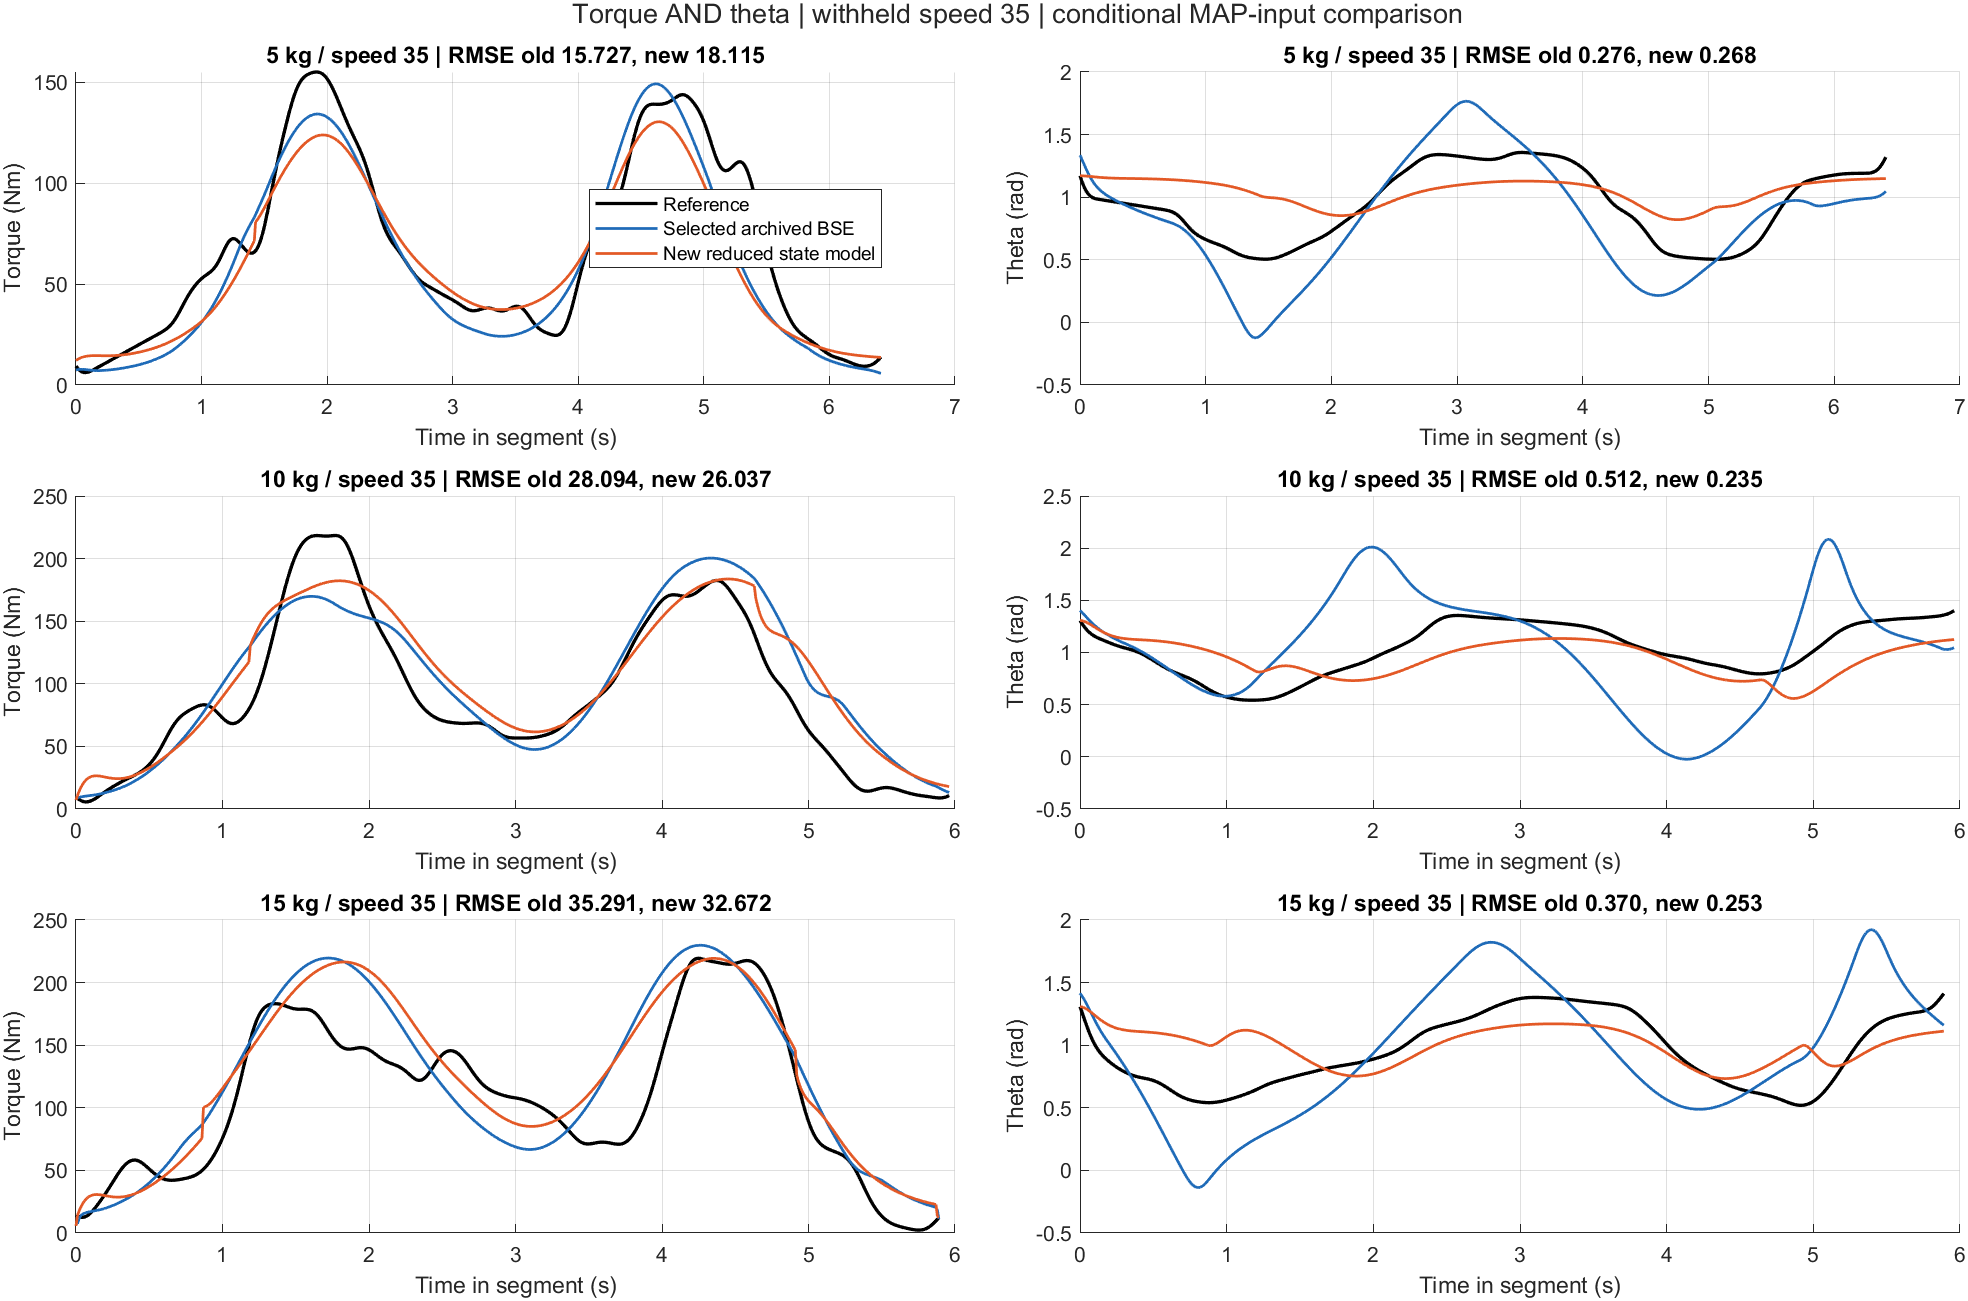 Torque AND theta | withheld speed 35 | conditional MAP-input comparison
5 kg / speed 35 | RMSE old 15.727, new 18.115
150
100
50
0
Torque (Nm)
Reference
Selected archived BSE
New reduced state model
0 1 2 3 4 5 6 7
Time in segment (s)
5 kg / speed 35 | RMSE old 0.276, new 0.268
2
1.5
1
0.5
0
-0.5
Theta (rad)
0 1 2 3 4 5 6 7
Time in segment (s)
10 kg / speed 35 | RMSE old 28.094, new 26.037
250
200
150
100
50
0
Torque (Nm)
0 1 2 3 4 5 6
Time in segment (s)
10 kg / speed 35 | RMSE old 0.512, new 0.235
2.5
2
1.5
1
0.5
0
-0.5
Theta (rad)
0 1 2 3 4 5 6
Time in segment (s)
15 kg / speed 35 | RMSE old 35.291, new 32.672
250
200
150
100
50
0
Torque (Nm)
0 1 2 3 4 5 6
Time in segment (s)
15 kg / speed 35 | RMSE old 0.370, new 0.253
2
1.5
1
0.5
0
-0.5
Theta (rad)
0 1 2 3 4 5 6
Time in segment (s)